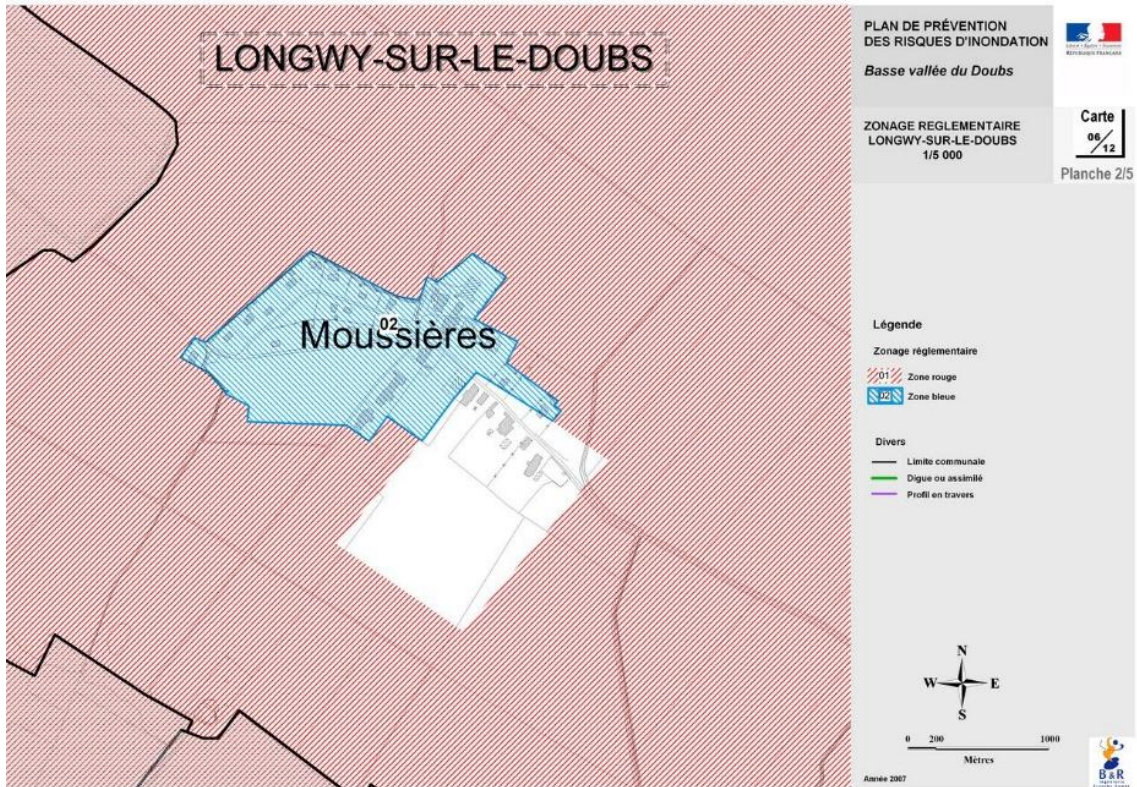 LONGWY-SUR-LE-DOUBS
Moussières
02
PLAN DE PRÉVENTION
DES RISQUES D'INONDATION
Basse vallée du Doubs
RÉPUBLIQUE FRANÇAISE
ZONAGE REGLEMENTAIRE
LONGWY-SUR-LE-DOUBS
1/5 000
Carte
06/12
Planche 2/5
Légende
Zonage réglementaire
01 Zone rouge
02 Zone bleue
Divers
Limite communale
Digue ou assimilé
Profil en travers
N
W E
S
0 200 1000
Mètres
Année 2007
B & R